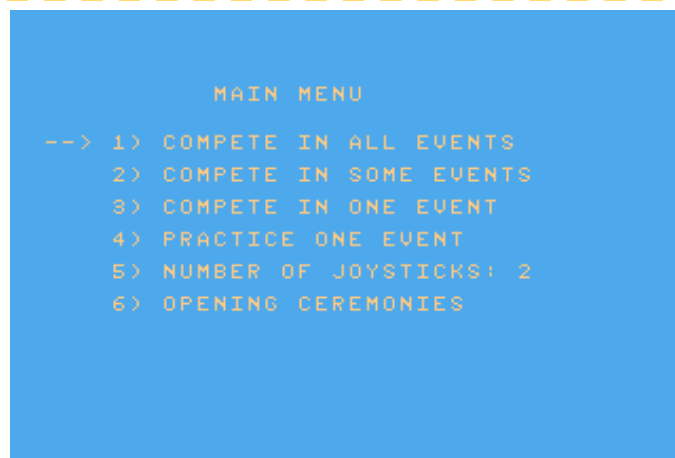 MAIN MENU
--> 1) COMPETE IN ALL EVENTS
2) COMPETE IN SOME EVENTS
3) COMPETE IN ONE EVENT
4) PRACTICE ONE EVENT
5) NUMBER OF JOYSTICKS: 2
6) OPENING CEREMONIES